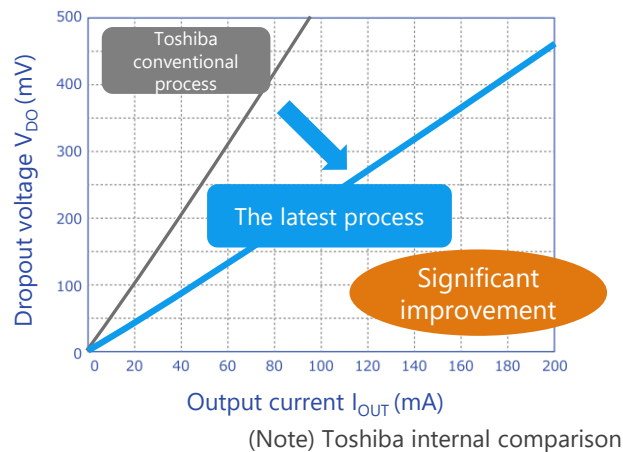 500
400
300
200
100
0
Dropout voltage VDO (mV)
Toshiba
conventional
process
The latest process
Significant
improvement
0 20 40 60 80 100 120 140 160 180 200
Output current IOUT (mA)
(Note) Toshiba internal comparison